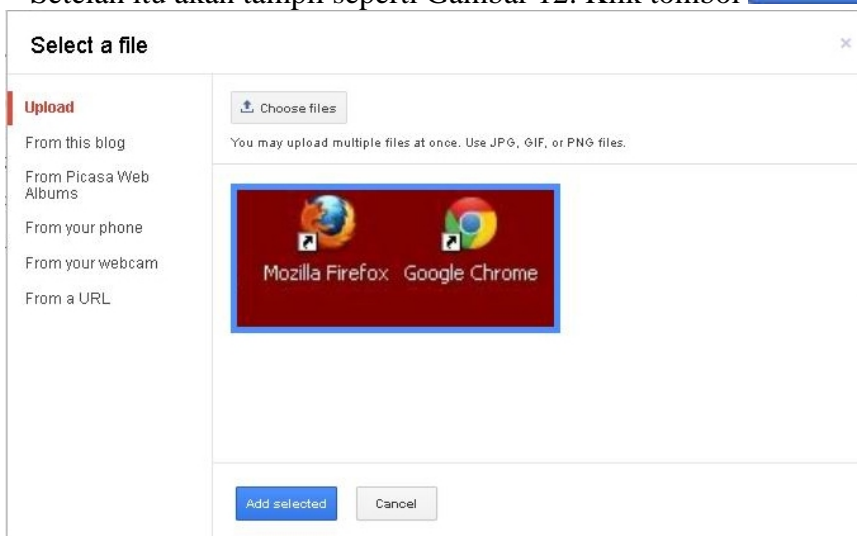 Setelah itu akan tampil seperti Gambar 12. Klik tombol
Select a file
Upload
From this blog
From Picasa Web
Albums
From your phone
From your webcam
From a URL
Choose files
You may upload multiple files at once. Use JPG, GIF, or PNG files.
Mozilla Firefox
Google Chrome
Add selected
Cancel